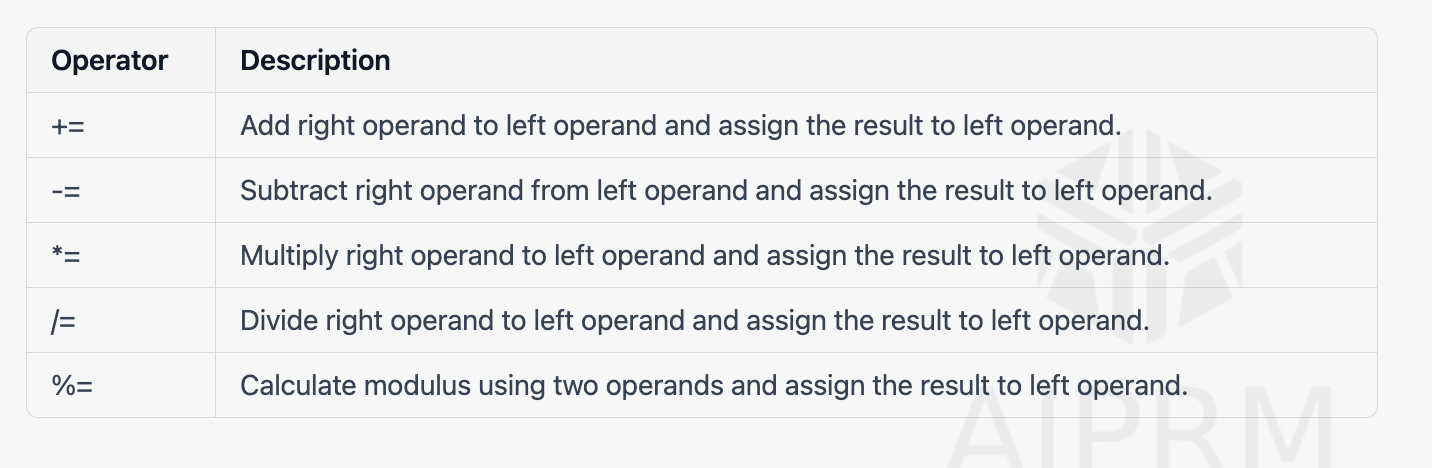 Operator Description
+= Add right operand to left operand and assign the result to left operand.
-= Subtract right operand from left operand and assign the result to left operand.
*= Multiply right operand to left operand and assign the result to left operand.
/= Divide right operand to left operand and assign the result to left operand.
%= Calculate modulus using two operands and assign the result to left operand.
AIPRM